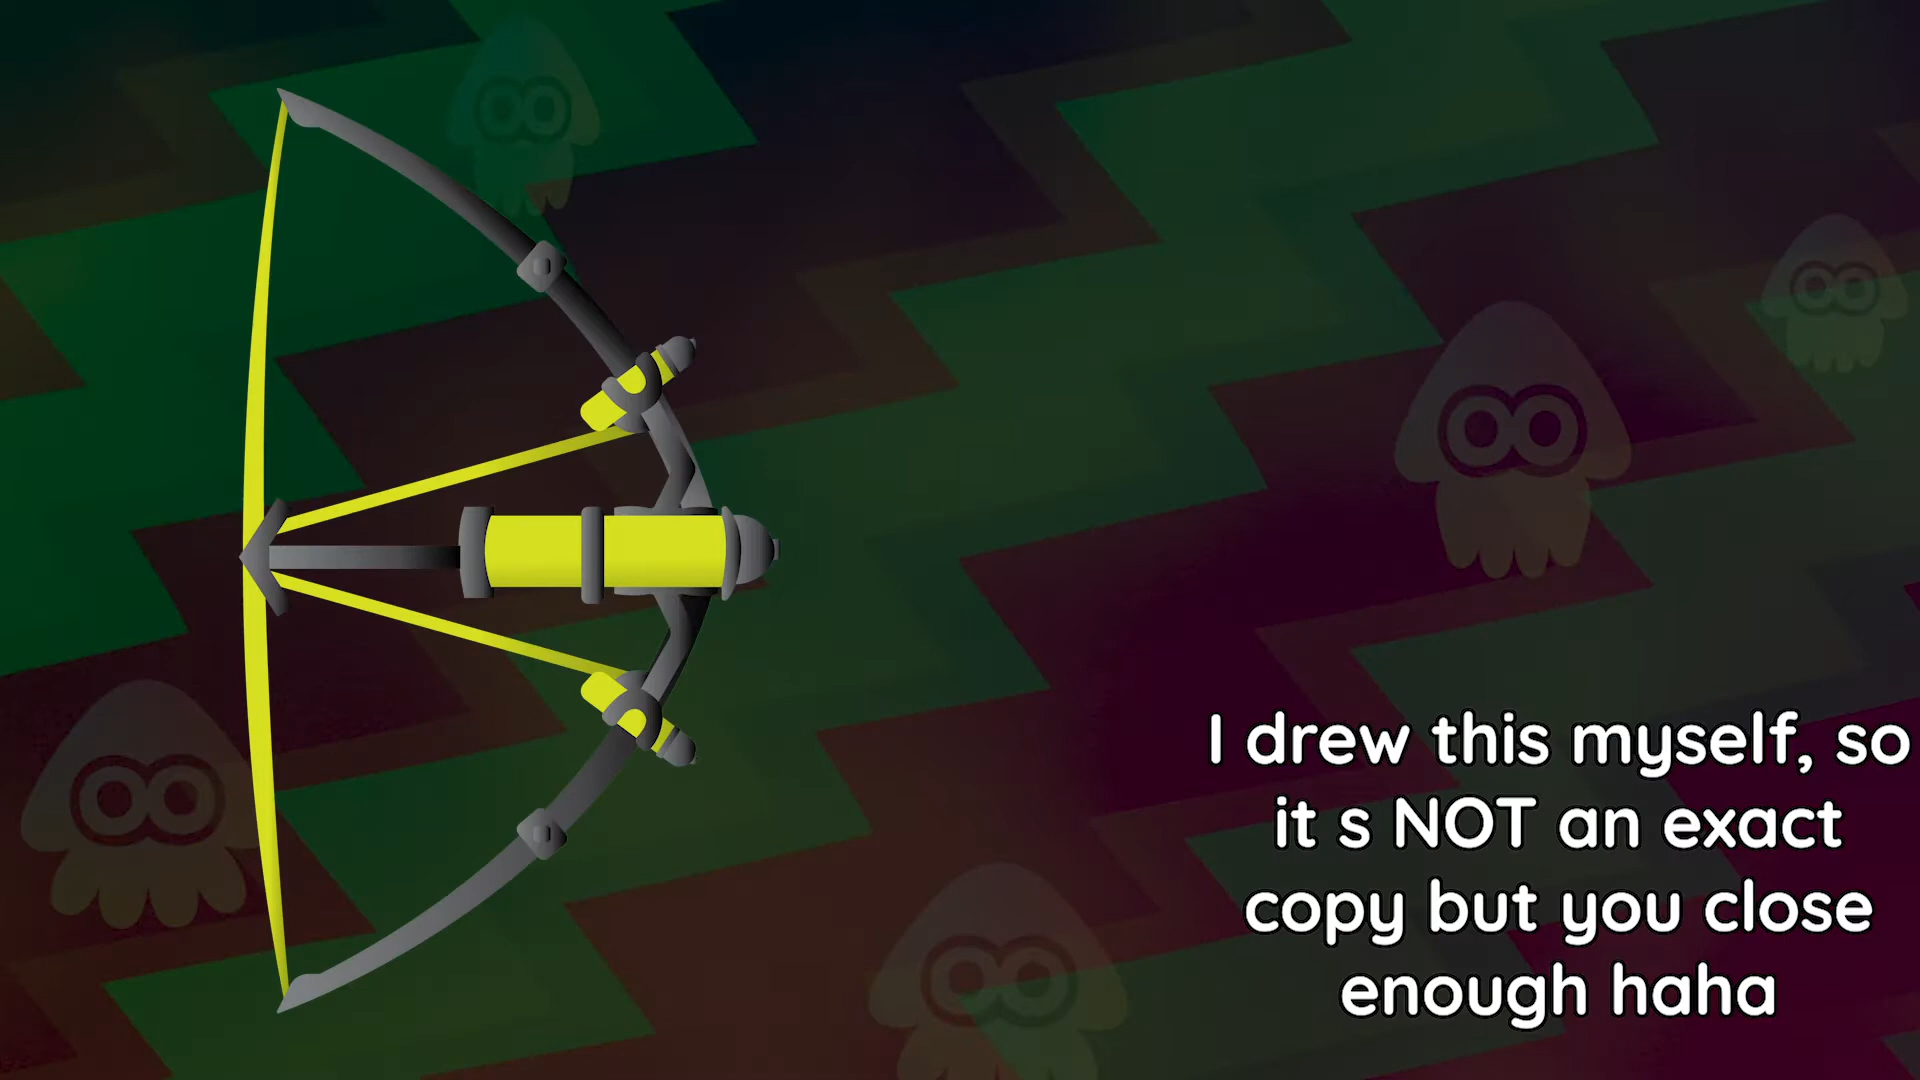 I drew this myself, so
it s NOT an exact
copy but you close
enough haha